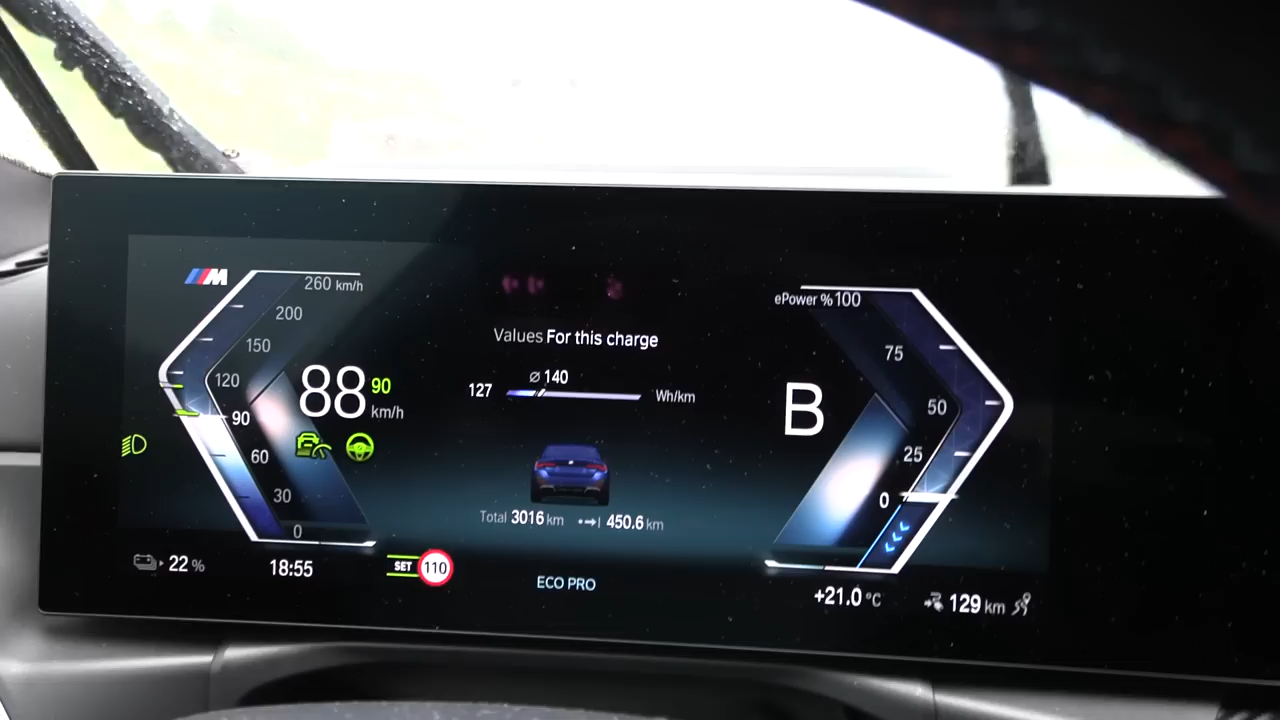 M
260 km/h
200
150
120
90
60
30
0
88 90
km/h
Values For this charge
ø 140
127 Wh/km
Total 3016 km 450.6 km
ePower % 100
75
50
25
0
B
22 %
18:55
SET 110
ECO PRO
+21.0 °C
129 km